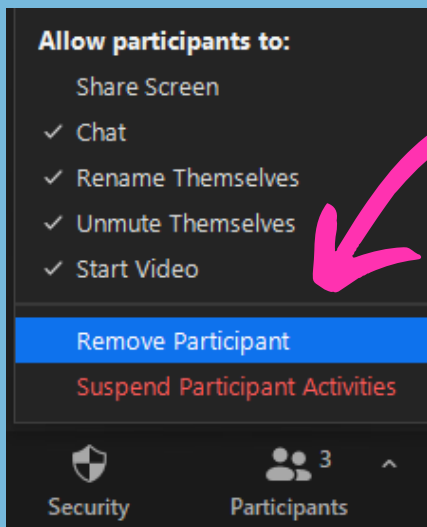 Allow participants to:
Share Screen
Chat
Rename Themselves
Unmute Themselves
Start Video
Remove Participant
Suspend Participant Activities
3
Security
Participants